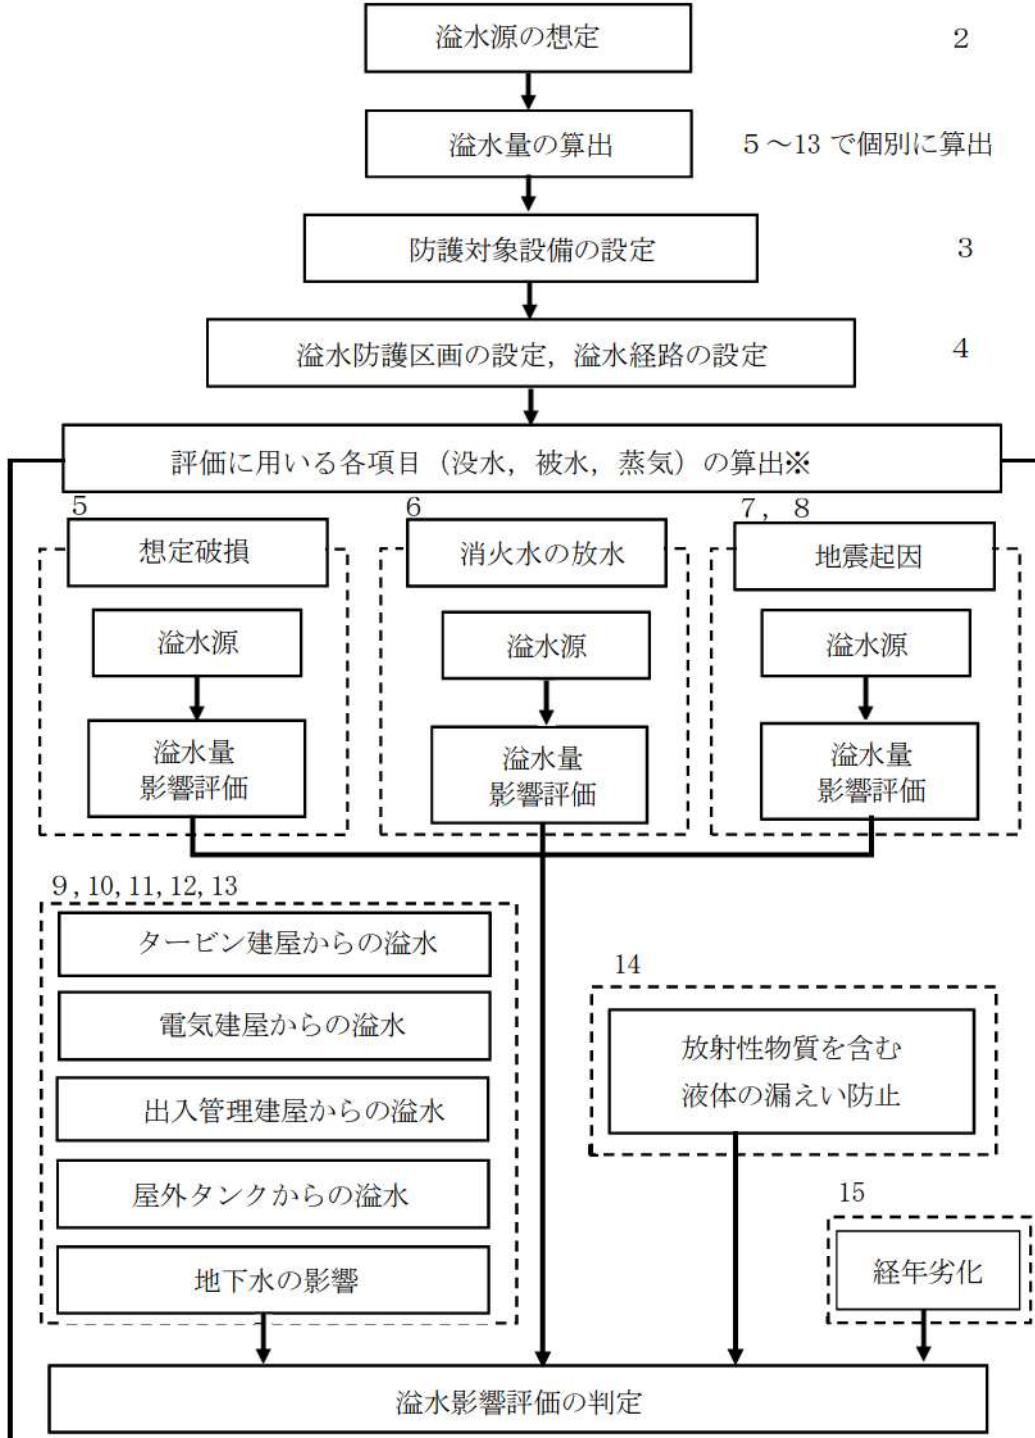 溢水源の想定
2
溢水量の算出
5～13 で個別に算出
防護対象設備の設定
3
溢水防護区画の設定，溢水経路の設定
4
評価に用いる各項目（没水，被水，蒸気）の算出※
5
想定破損
溢水源
溢水量
影響評価
6
消火水の放水
溢水源
溢水量
影響評価
7，8
地震起因
溢水源
溢水量
影響評価
9, 10, 11, 12, 13
タービン建屋からの溢水
電気建屋からの溢水
出入管理建屋からの溢水
屋外タンクからの溢水
地下水の影響
14
放射性物質を含む
液体の漏えい防止
15
経年劣化
溢水影響評価の判定